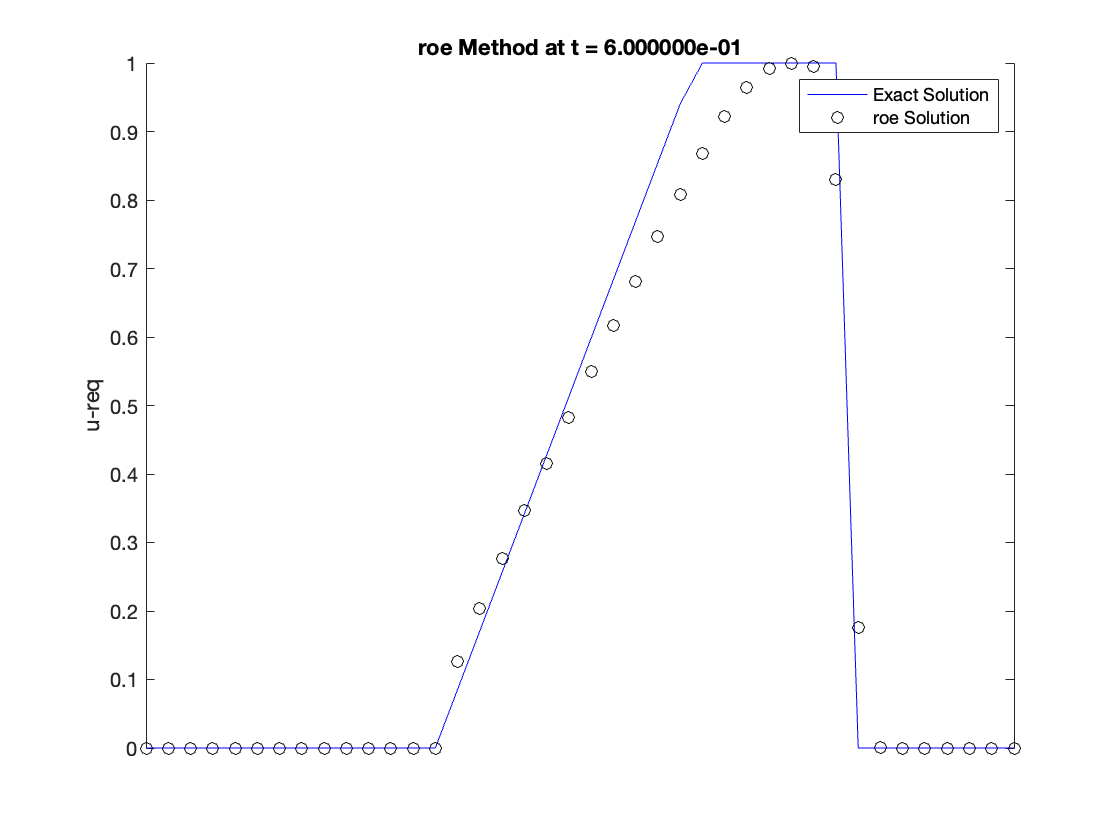 roe Method at t = 6.000000e-01
1
0.9
0.8
0.7
0.6
0.5
0.4
0.3
0.2
0.1
0
u-req
Exact Solution
roe Solution